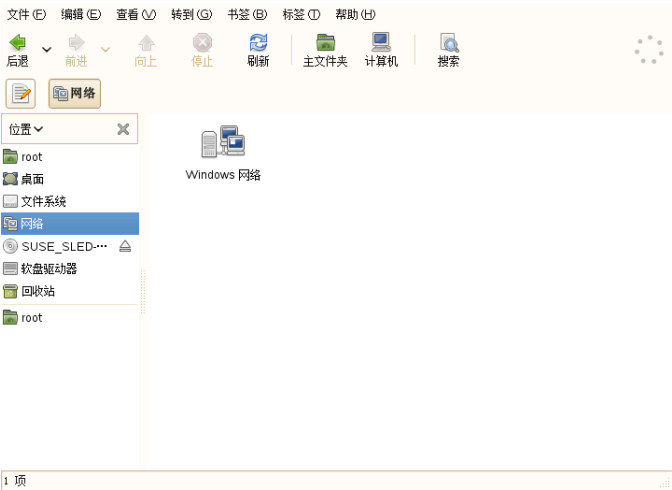 文件(F) 编辑(E) 查看(V) 转到(G) 书签(B) 标签(T) 帮助(H)
后退 前进 向上 停止 刷新 主文件夹 计算机 搜索
网络
位置
root
桌面
文件系统
网络
SUSE_SLED-…
软盘驱动器
回收站
root
Windows 网络
1 项